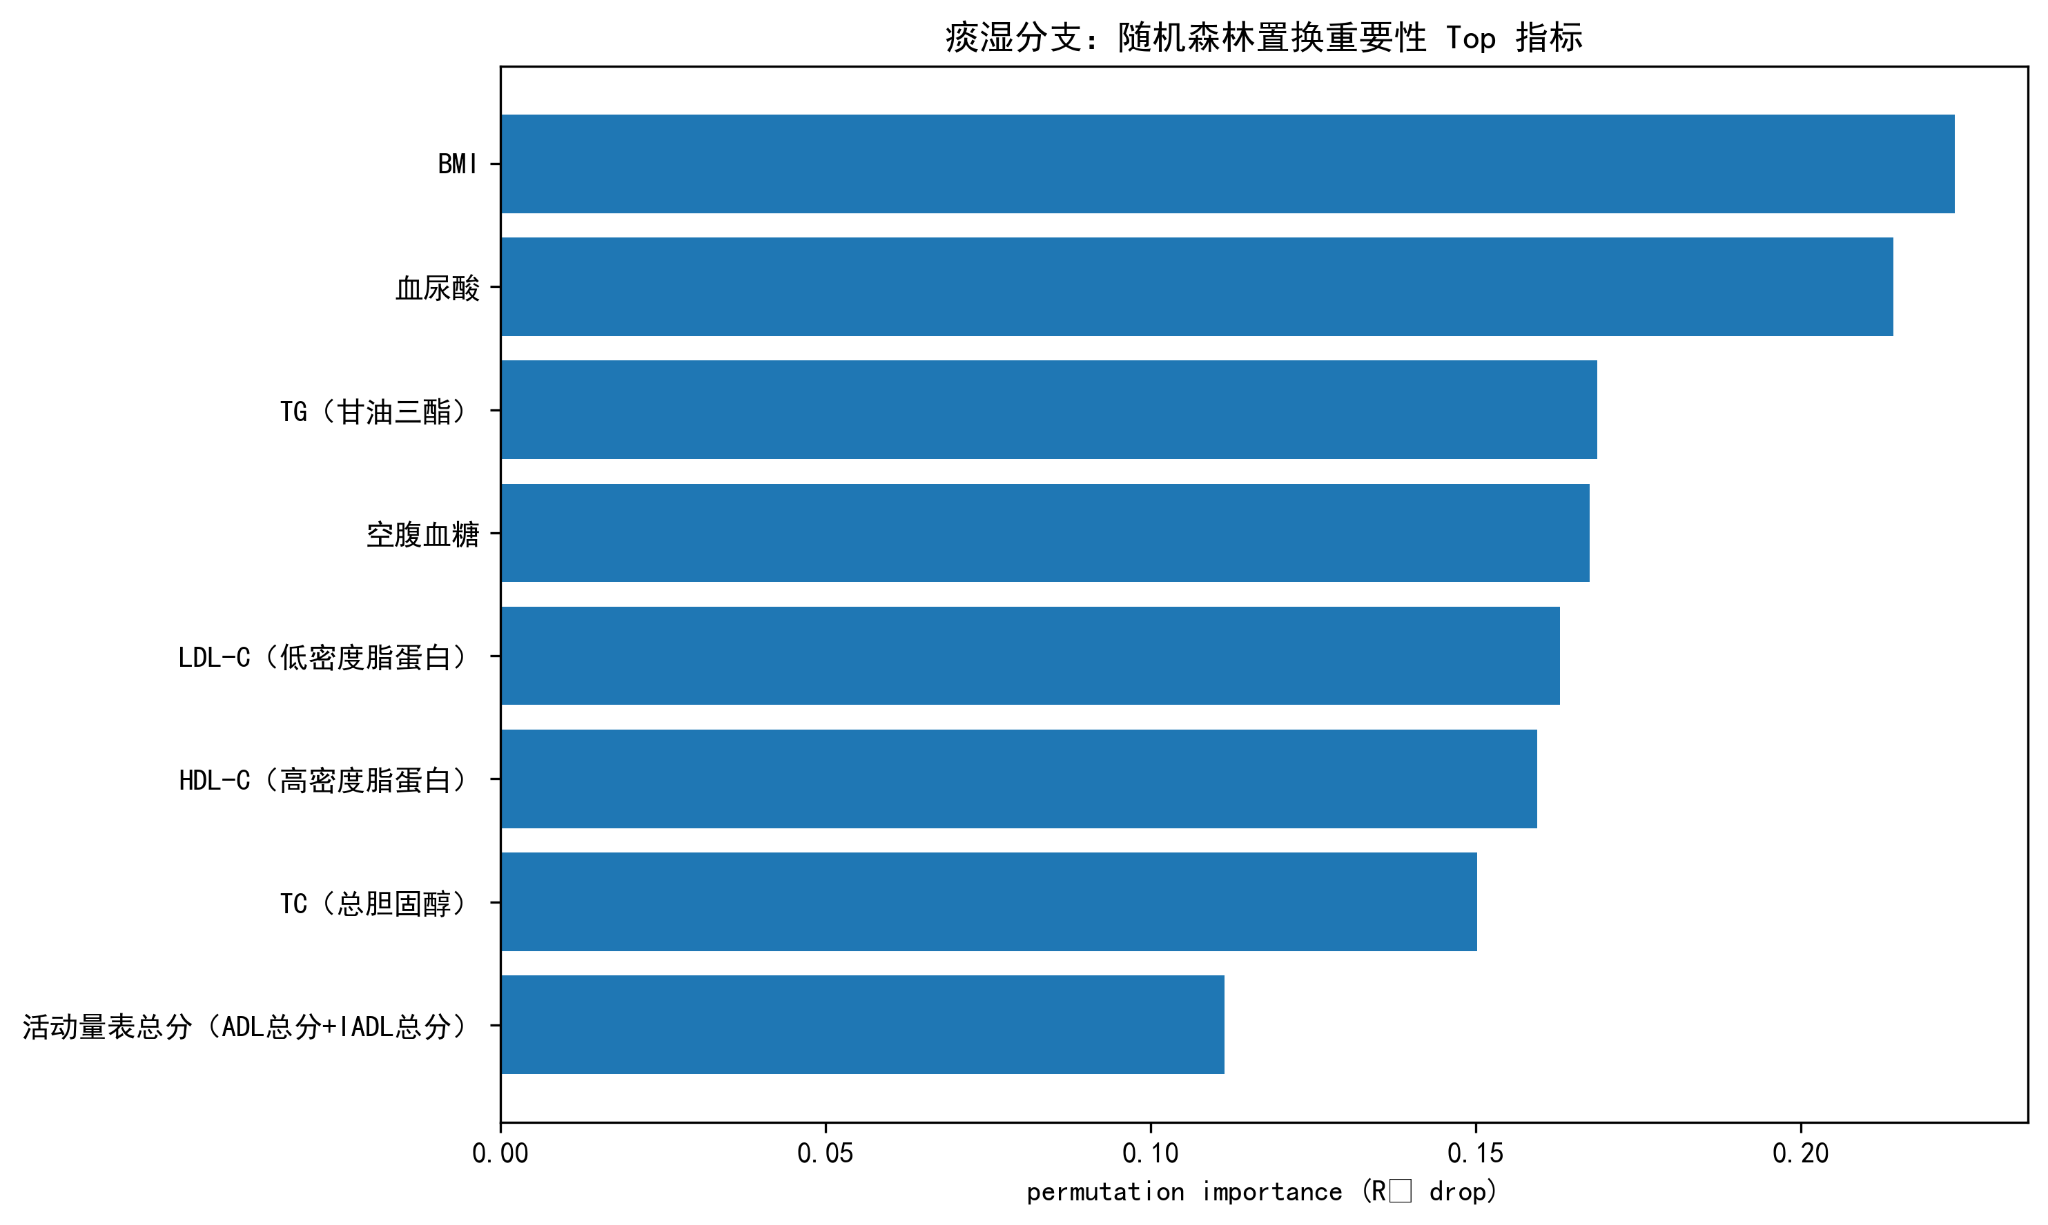 痰湿分支：随机森林置换重要性 Top 指标
BMI
血尿酸
TG（甘油三酯）
空腹血糖
LDL-C（低密度脂蛋白）
HDL-C（高密度脂蛋白）
TC（总胆固醇）
活动量表总分（ADL总分+IADL总分）
0.00 0.05 0.10 0.15 0.20
permutation importance (R□ drop)